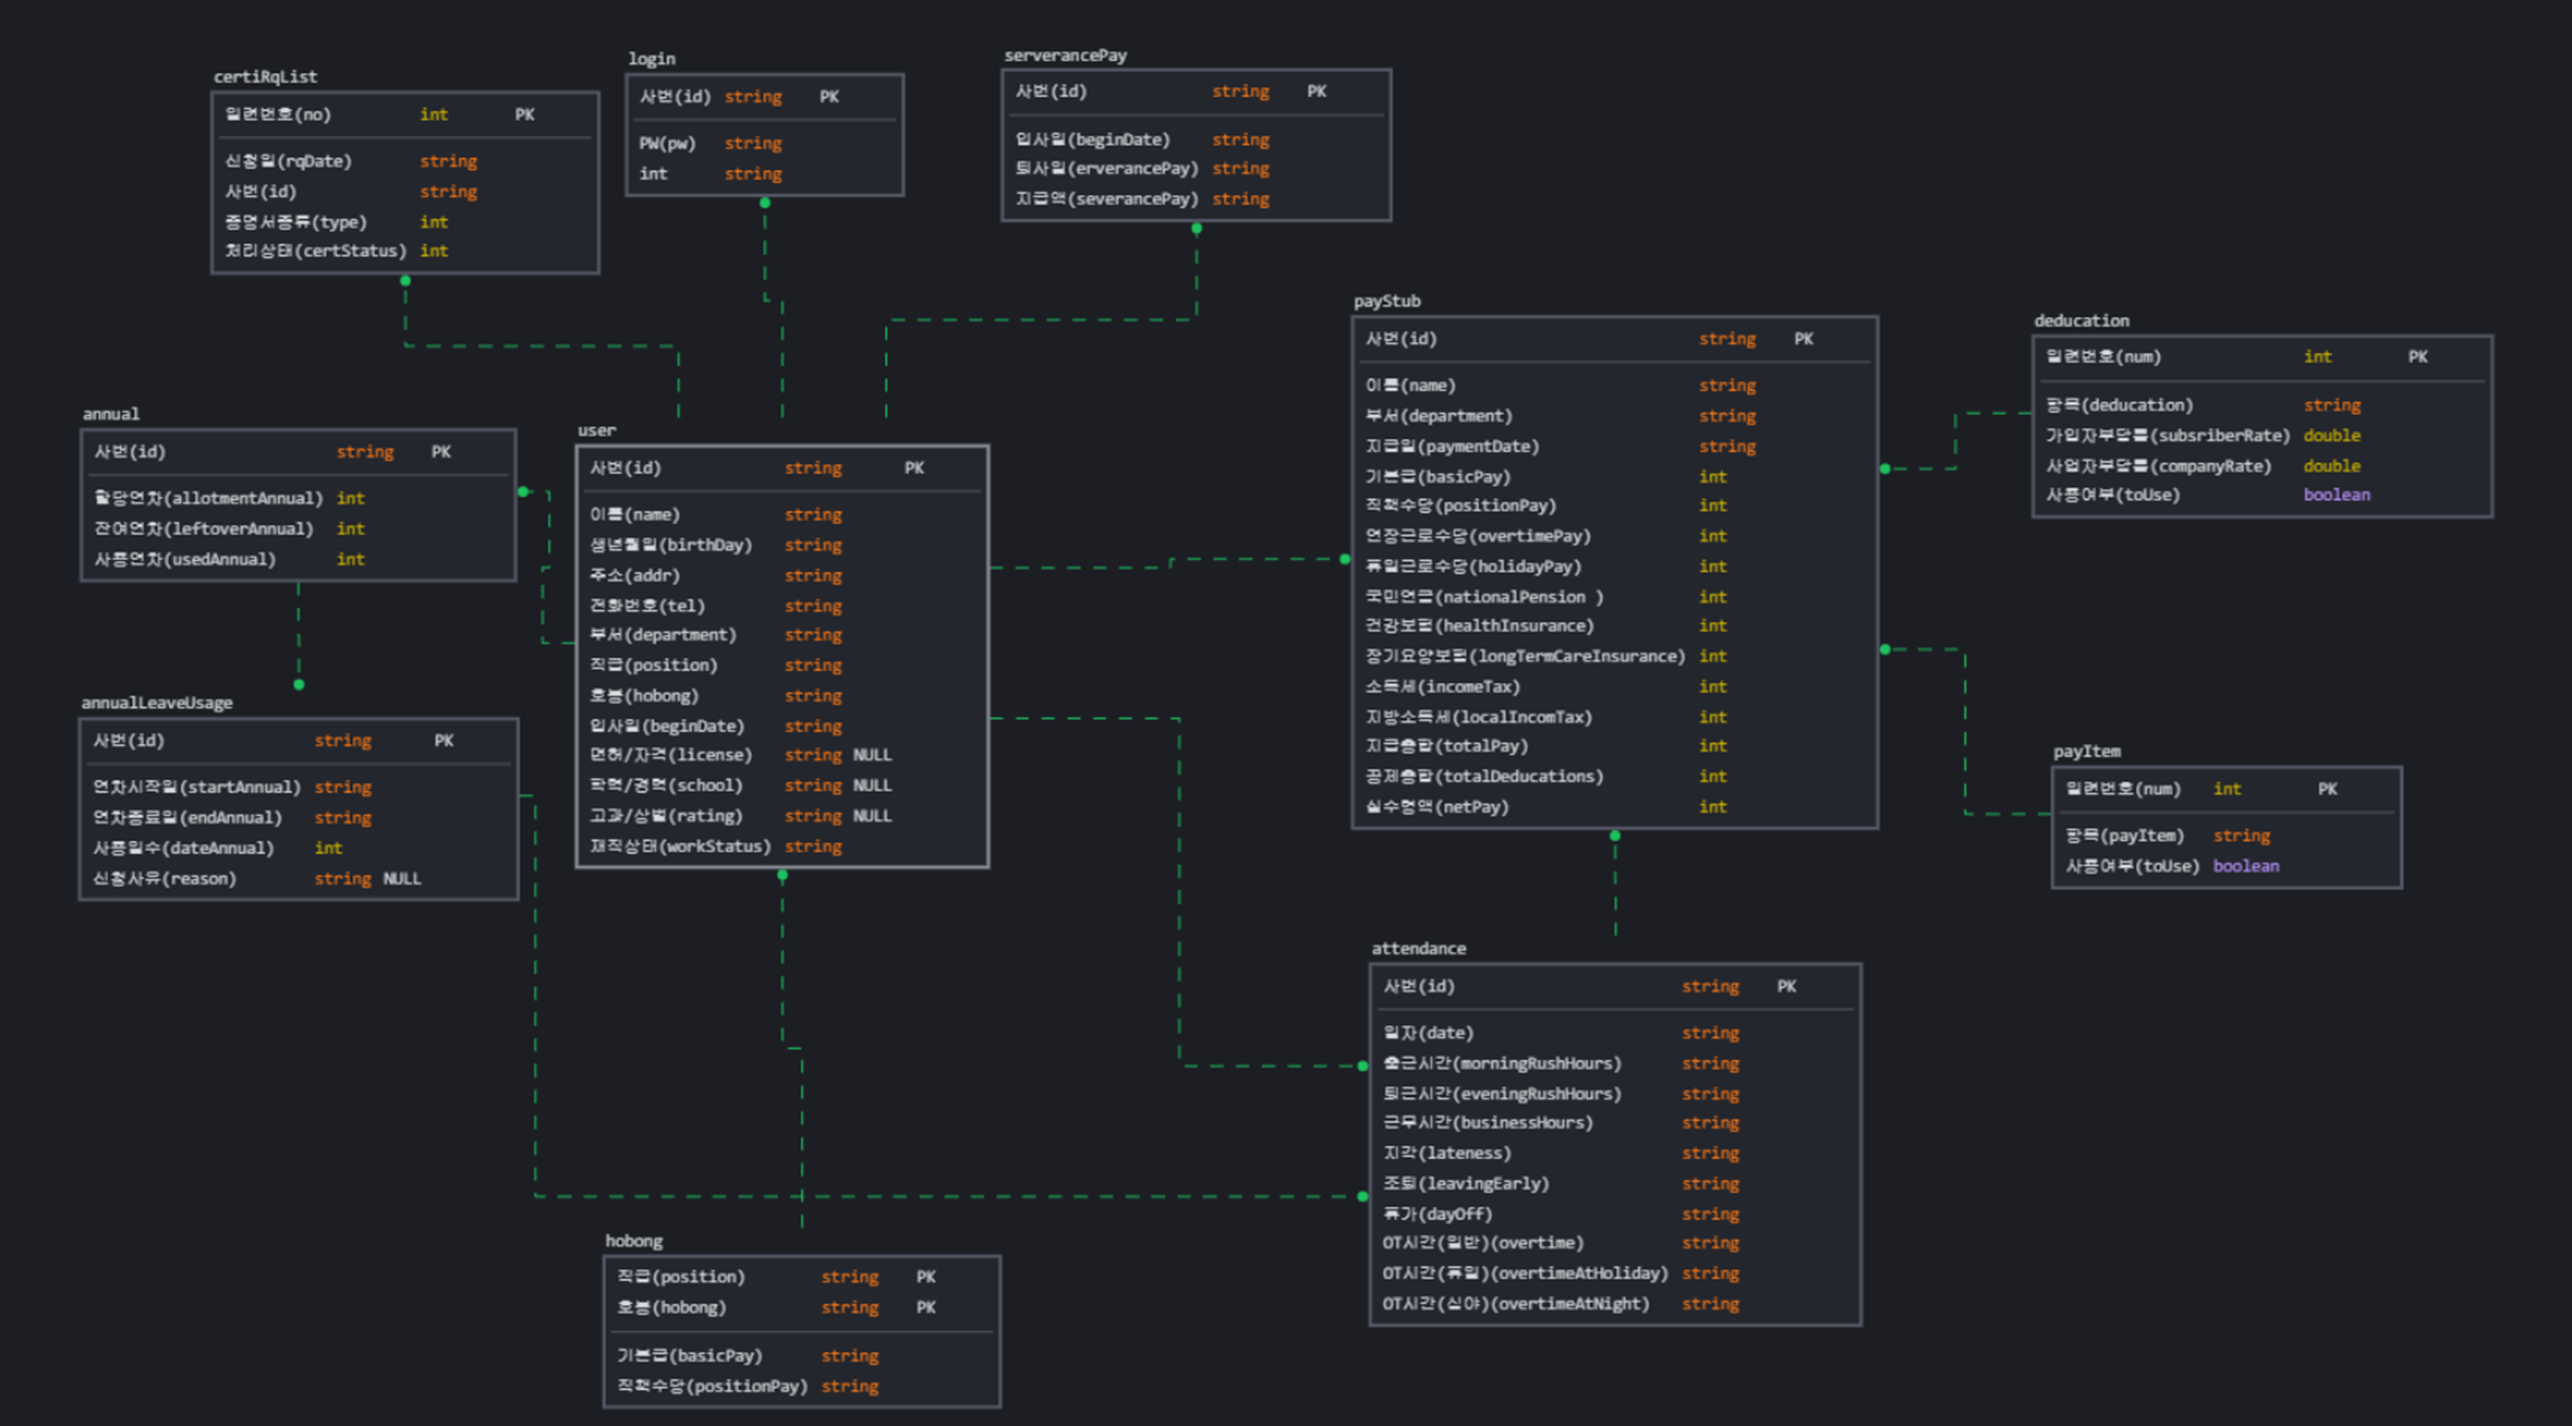 certiRqList
일련번호(no) int PK
신청일(rqDate) string
사번(id) string
증명서종류(type) int
처리상태(certStatus) int
login
사번(id) string PK
PW(pw) string
int string
serverancePay
사번(id) string PK
입사일(beginDate) string
퇴사일(erverancePay) string
지급액(severancePay) string
annual
사번(id) string PK
할당연차(allotmentAnnual) int
잔여연차(leftoverAnnual) int
사용연차(usedAnnual) int
user
사번(id) string PK
이름(name) string
생년월일(birthDay) string
주소(addr) string
전화번호(tel) string
부서(department) string
직급(position) string
호봉(hobong) string
입사일(beginDate) string
면허/자격(license) string NULL
학력/경력(school) string NULL
고과/상벌(rating) string NULL
재직상태(workStatus) string
payStub
사번(id) string PK
이름(name) string
부서(department) string
지급일(paymentDate) string
기본급(basicPay) int
직책수당(positionPay) int
연장근로수당(overtimePay) int
휴일근로수당(holidayPay) int
국민연금(nationalPension ) int
건강보험(healthInsurance) int
장기요양보험(longTermCareInsurance) int
소득세(incomeTax) int
지방소득세(localIncomTax) int
지급총합(totalPay) int
공제총합(totalDeducations) int
실수령액(netPay) int
deducation
일련번호(num) int PK
항목(deducation) string
가입자부담률(subsriberRate) double
사업자부담률(companyRate) double
사용여부(toUse) boolean
annualLeaveUsage
사번(id) string PK
연차시작일(startAnnual) string
연차종료일(endAnnual) string
사용일수(dateAnnual) int
신청사유(reason) string NULL
payItem
일련번호(num) int PK
항목(payItem) string
사용여부(toUse) boolean
attendance
사번(id) string PK
일자(date) string
출근시간(morningRushHours) string
퇴근시간(eveningRushHours) string
근무시간(businessHours) string
지각(lateness) string
조퇴(leavingEarly) string
휴가(dayOff) string
OT시간(일반)(overtime) string
OT시간(휴일)(overtimeAtHoliday) string
OT시간(심야)(overtimeAtNight) string
hobong
직급(position) string PK
호봉(hobong) string PK
기본급(basicPay) string
직책수당(positionPay) string